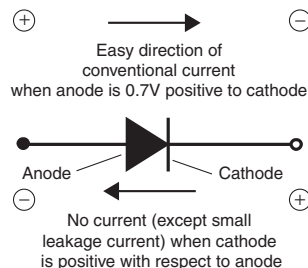 + −
Easy direction of
conventional current
when anode is 0.7V positive to cathode
Anode Cathode
− +
No current (except small
leakage current) when cathode
is positive with respect to anode